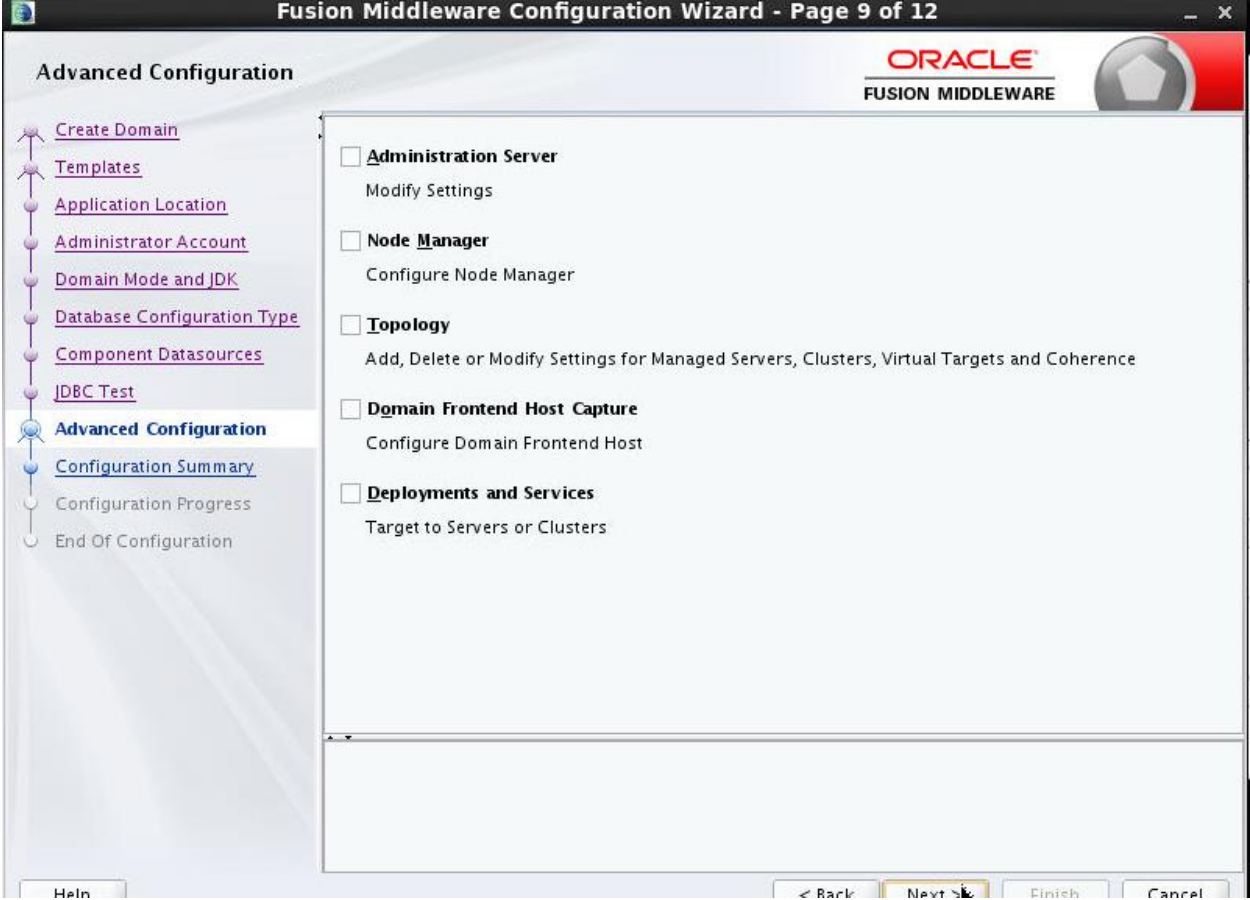 Fusion Middleware Configuration Wizard - Page 9 of 12
Advanced Configuration
ORACLE
FUSION MIDDLEWARE
Create Domain
Templates
Application Location
Administrator Account
Domain Mode and JDK
Database Configuration Type
Component Datasources
JDBC Test
Advanced Configuration
Configuration Summary
Configuration Progress
End Of Configuration
Administration Server
Modify Settings
Node Manager
Configure Node Manager
Topology
Add, Delete or Modify Settings for Managed Servers, Clusters, Virtual Targets and Coherence
Domain Frontend Host Capture
Configure Domain Frontend Host
Deployments and Services
Target to Servers or Clusters
Help
< Back
Next >
Finish
Cancel